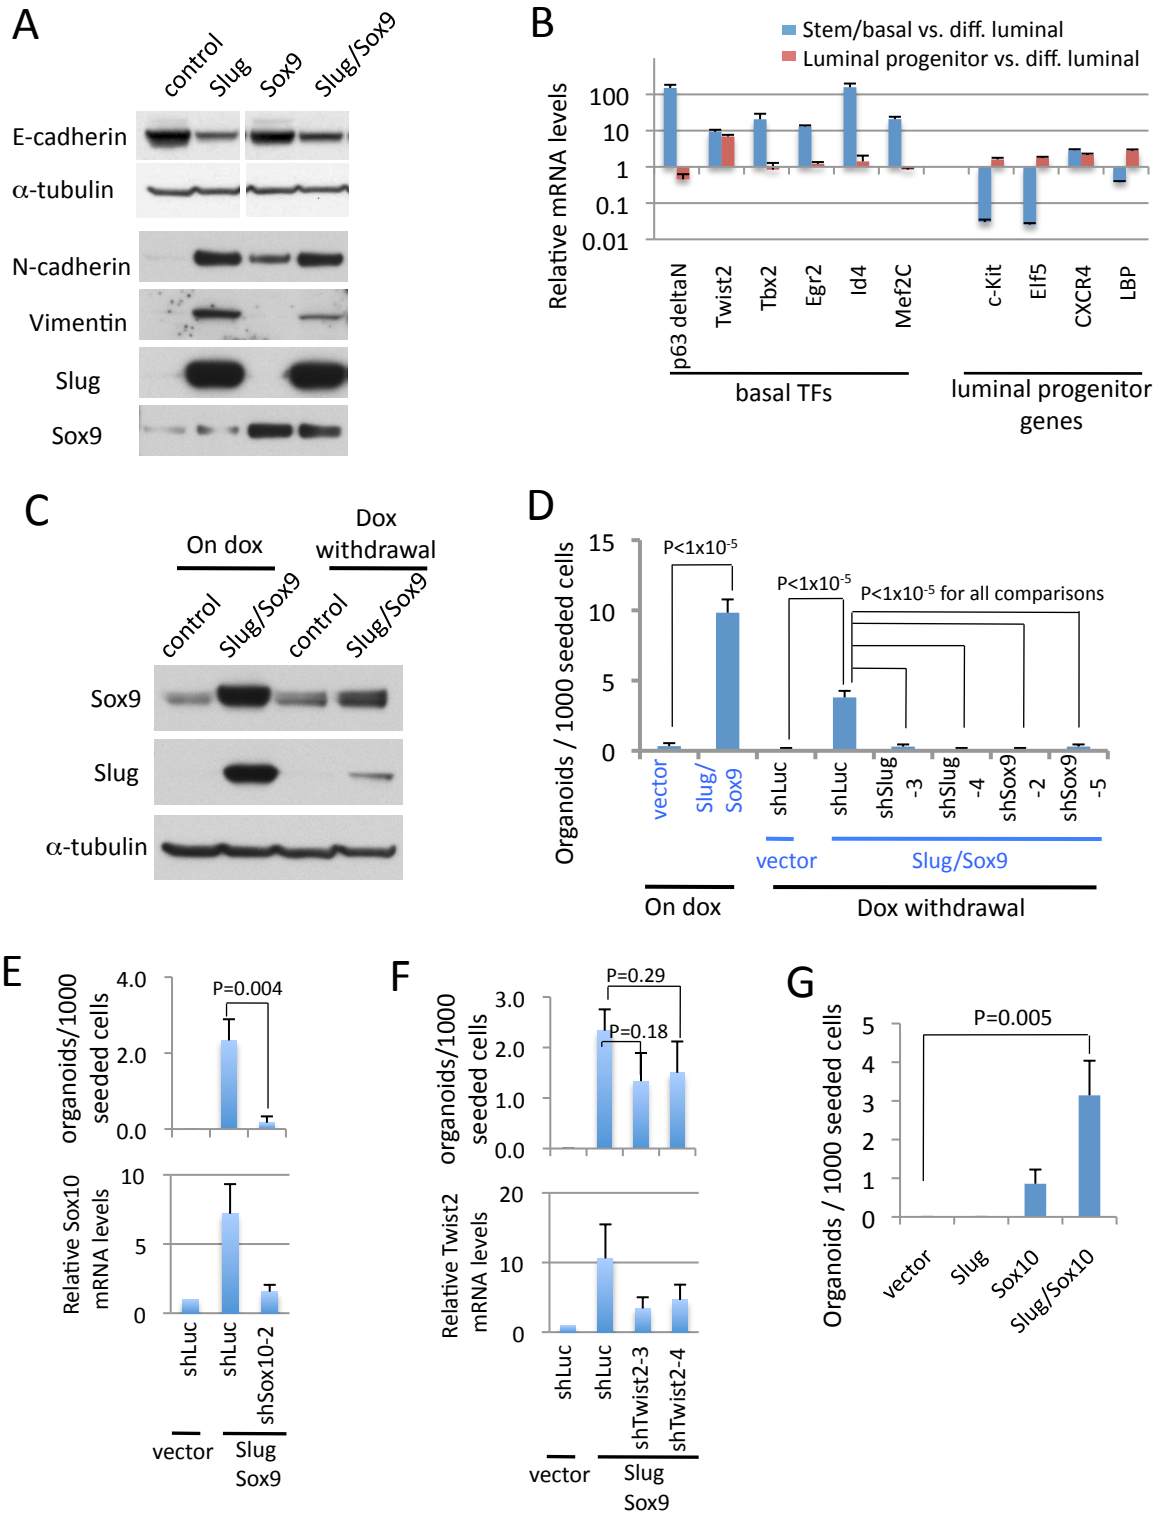 A
control
Slug
Sox9
Slug/Sox9
E-cadherin
α-tubulin
N-cadherin
Vimentin
Slug
Sox9
B
Stem/basal vs. diff. luminal
Luminal progenitor vs. diff. luminal
Relative mRNA levels
100
10
1
0.1
0.01
p63 deltaN
Twist2
Tbx2
Egr2
Id4
Mef2C
c-Kit
Elf5
CXCR4
LBP
basal TFs
luminal progenitor
genes
C
On dox
Dox
withdrawal
control
Slug/Sox9
control
Slug/Sox9
Sox9
Slug
α-tubulin
D
Organoids / 1000 seeded cells
15
10
5
0
P<1x10-5
P<1x10-5
P<1x10-5 for all comparisons
vector
Slug/
Sox9
shLuc
shLuc
shSlug
-3
shSlug
-4
shSox9
-2
shSox9
-5
vector
Slug/Sox9
On dox
Dox withdrawal
E
organoids/1000
seeded cells
4.0
2.0
0.0
P=0.004
Relative Sox10
mRNA levels
10
5
0
shLuc
shLuc
shSox10-2
vector
Slug
Sox9
F
organoids/1000
seeded cells
3.0
2.0
1.0
0.0
P=0.29
P=0.18
Relative Twist2
mRNA levels
20
10
0
shLuc
shLuc
shTwist2-3
shTwist2-4
vector
Slug
Sox9
G
Organoids / 1000 seeded cells
5
4
3
2
1
0
P=0.005
vector
Slug
Sox10
Slug/Sox10